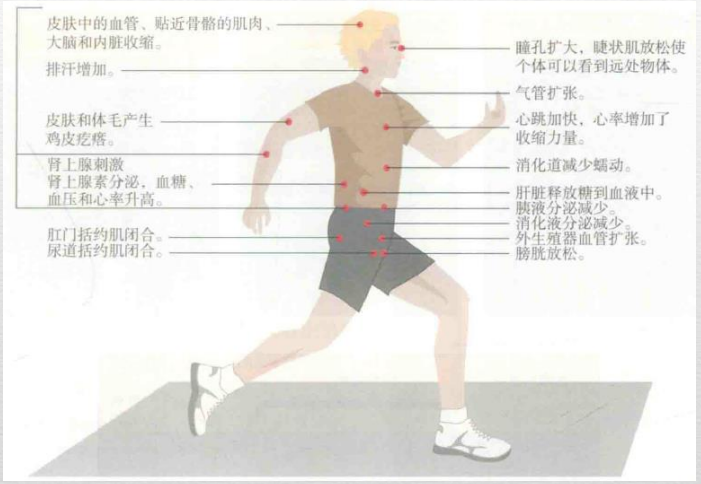 皮肤中的血管、贴近骨骼的肌肉、
大脑和内脏收缩。
排汗增加。
皮肤和体毛产生
鸡皮疙瘩。
肾上腺刺激
肾上腺素分泌，血糖、
血压和心率升高。
肛门括约肌闭合。
尿道括约肌闭合。
瞳孔扩大，睫状肌放松使
个体可以看到远处物体。
气管扩张。
心跳加快，心率增加了
收缩力量。
消化道减少蠕动。
肝脏释放糖到血液中。
胰液分泌减少。
消化液分泌减少。
外生殖器血管扩张。
膀胱放松。